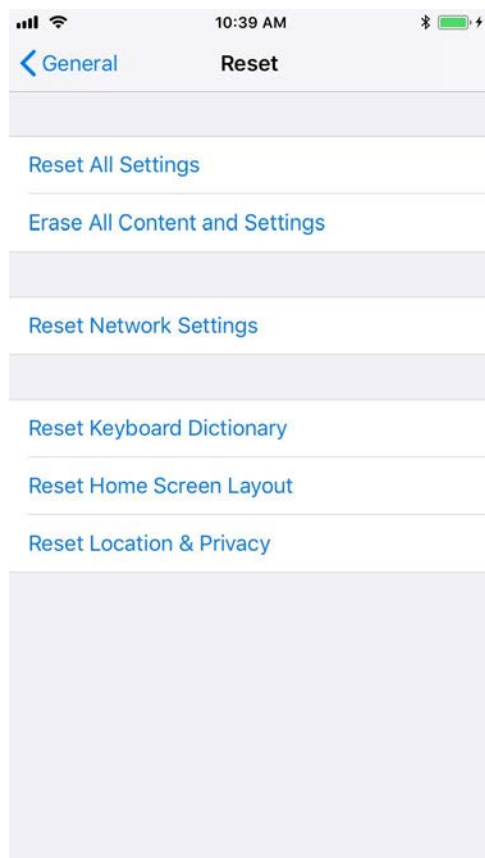 10:39 AM
General
Reset
Reset All Settings
Erase All Content and Settings
Reset Network Settings
Reset Keyboard Dictionary
Reset Home Screen Layout
Reset Location & Privacy